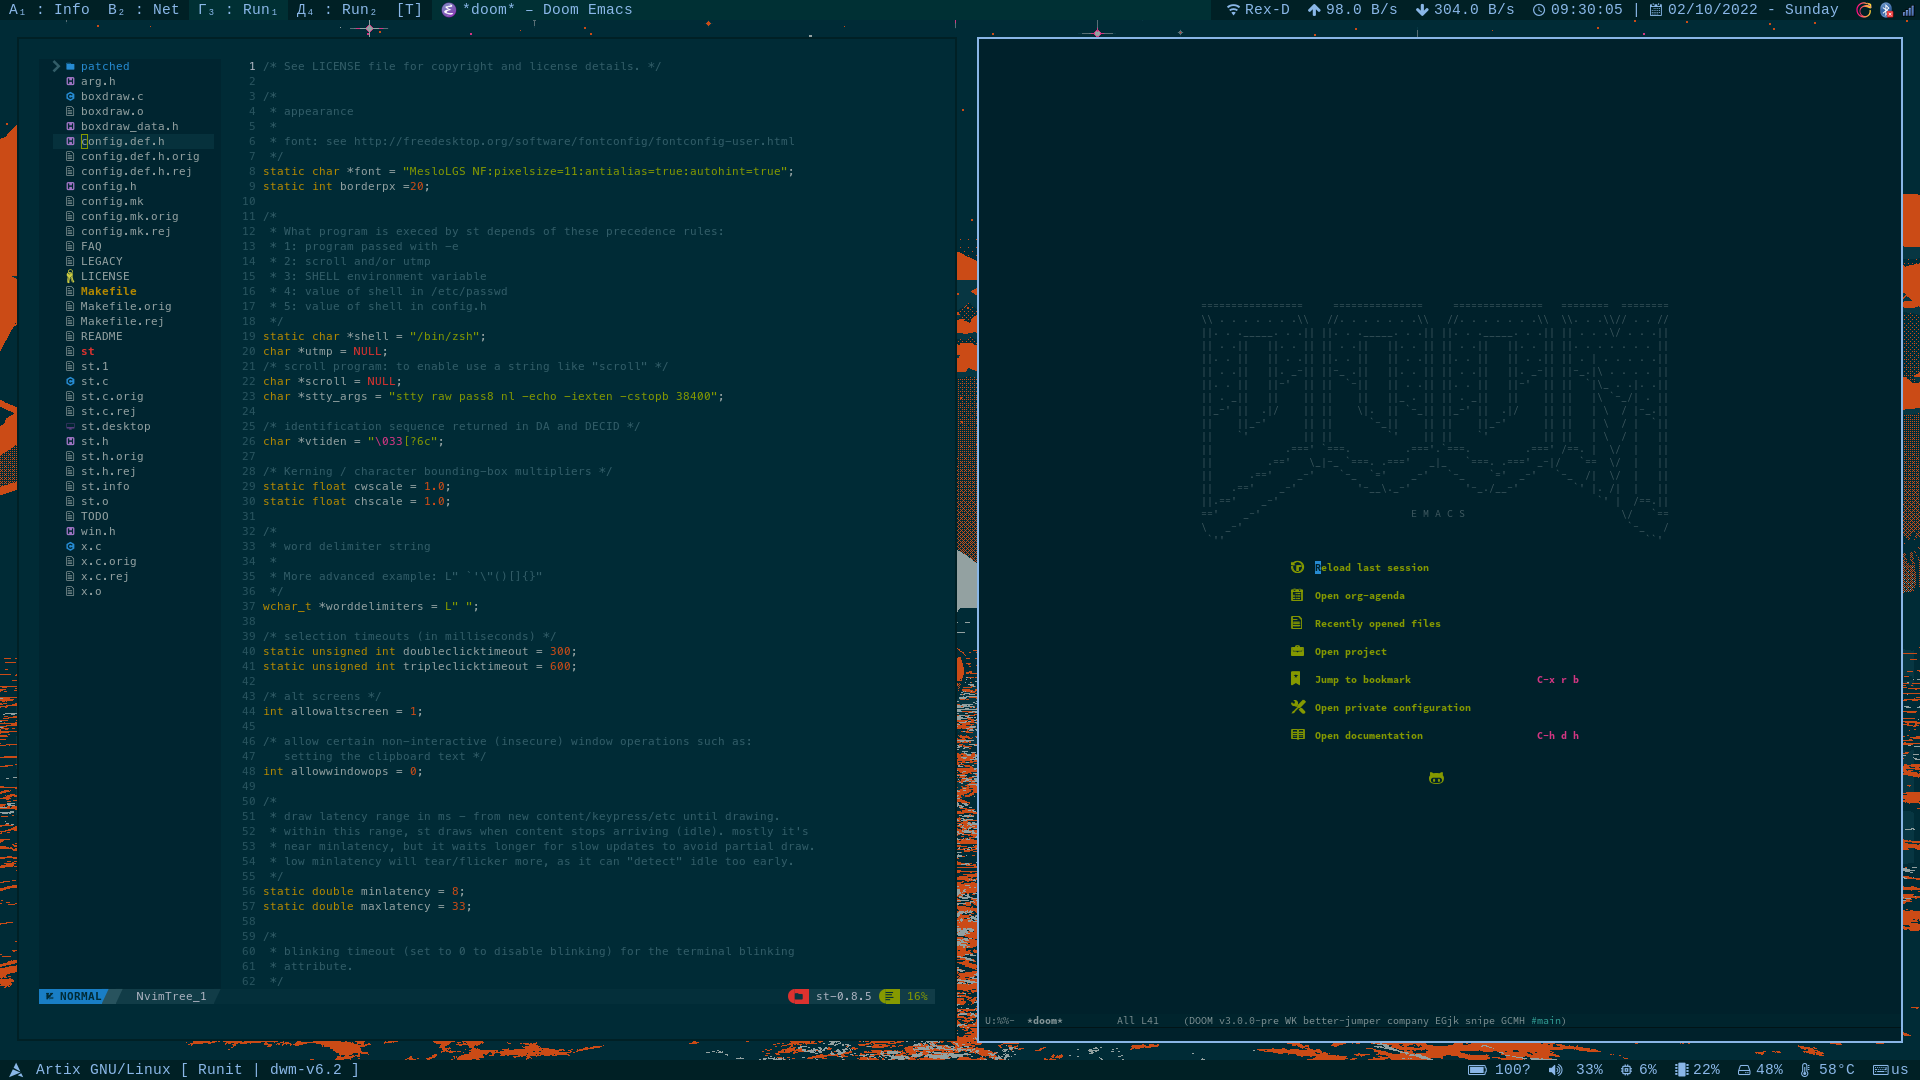 A₁ : Info B₂ : Net Γ₃ : Run₁ Д₄ : Run₂ [T] *doom* – Doom Emacs Rex-D 98.0 B/s 304.0 B/s 09:30:05 | 02/10/2022 - Sunday
patched
arg.h
boxdraw.c
boxdraw.o
boxdraw_data.h
config.def.h
config.def.h.orig
config.def.h.rej
config.h
config.mk
config.mk.orig
config.mk.rej
FAQ
LEGACY
LICENSE
Makefile
Makefile.orig
Makefile.rej
README
st
st.1
st.c
st.c.orig
st.c.rej
st.desktop
st.h
st.h.orig
st.h.rej
st.info
st.o
TODO
win.h
x.c
x.c.orig
x.c.rej
x.o
1 /* See LICENSE file for copyright and license details. */
2
3 /*
4  * appearance
5  *
6  * font: see http://freedesktop.org/software/fontconfig/fontconfig-user.html
7  */
8 static char *font = "MesloLGS NF:pixelsize=11:antialias=true:autohint=true";
9 static int borderpx =20;
10
11 /*
12  * What program is execed by st depends of these precedence rules:
13  * 1: program passed with -e
14  * 2: scroll and/or utmp
15  * 3: SHELL environment variable
16  * 4: value of shell in /etc/passwd
17  * 5: value of shell in config.h
18  */
19 static char *shell = "/bin/zsh";
20 char *utmp = NULL;
21 /* scroll program: to enable use a string like "scroll" */
22 char *scroll = NULL;
23 char *stty_args = "stty raw pass8 nl -echo -iexten -cstopb 38400";
24
25 /* identification sequence returned in DA and DECID */
26 char *vtiden = "\033[?6c";
27
28 /* Kerning / character bounding-box multipliers */
29 static float cwscale = 1.0;
30 static float chscale = 1.0;
31
32 /*
33  * word delimiter string
34  *
35  * More advanced example: L" `'\"()[]{}"
36  */
37 wchar_t *worddelimiters = L" ";
38
39 /* selection timeouts (in milliseconds) */
40 static unsigned int doubleclicktimeout = 300;
41 static unsigned int tripleclicktimeout = 600;
42
43 /* alt screens */
44 int allowaltscreen = 1;
45
46 /* allow certain non-interactive (insecure) window operations such as:
47    setting the clipboard text */
48 int allowwindowops = 0;
49
50 /*
51  * draw latency range in ms - from new content/keypress/etc until drawing.
52  * within this range, st draws when content stops arriving (idle). mostly it's
53  * near minlatency, but it waits longer for slow updates to avoid partial draw.
54  * low minlatency will tear/flicker more, as it can "detect" idle too early.
55  */
56 static double minlatency = 8;
57 static double maxlatency = 33;
58
59 /*
60  * blinking timeout (set to 0 to disable blinking) for the terminal blinking
61  * attribute.
62  */
NORMAL NvimTree_1 st-0.8.5 16%
E M A C S
Reload last session
Open org-agenda
Recently opened files
Open project
Jump to bookmark C-x r b
Open private configuration
Open documentation C-h d h
U:%%- *doom* All L41 (DOOM v3.0.0-pre WK better-jumper company EGjk snipe GCMH #main)
Artix GNU/Linux [ Runit | dwm-v6.2 ] 100? 33% 6% 22% 48% 58°C us